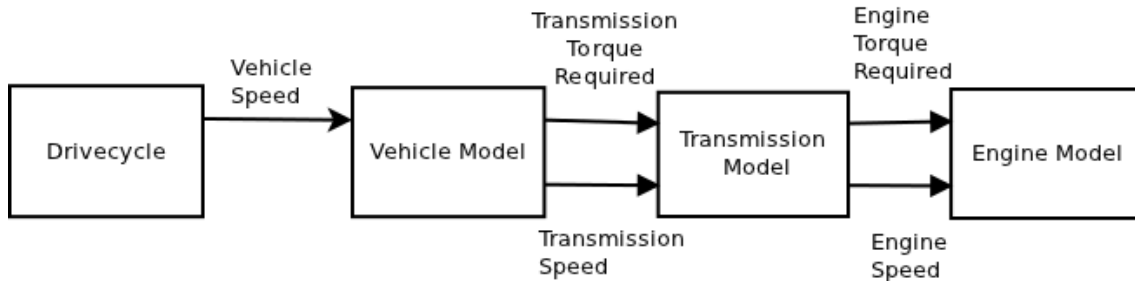 Vehicle
Speed
Transmission
Torque
Required
Engine
Torque
Required
Drivecycle
Vehicle Model
Transmission
Model
Engine Model
Transmission
Speed
Engine
Speed